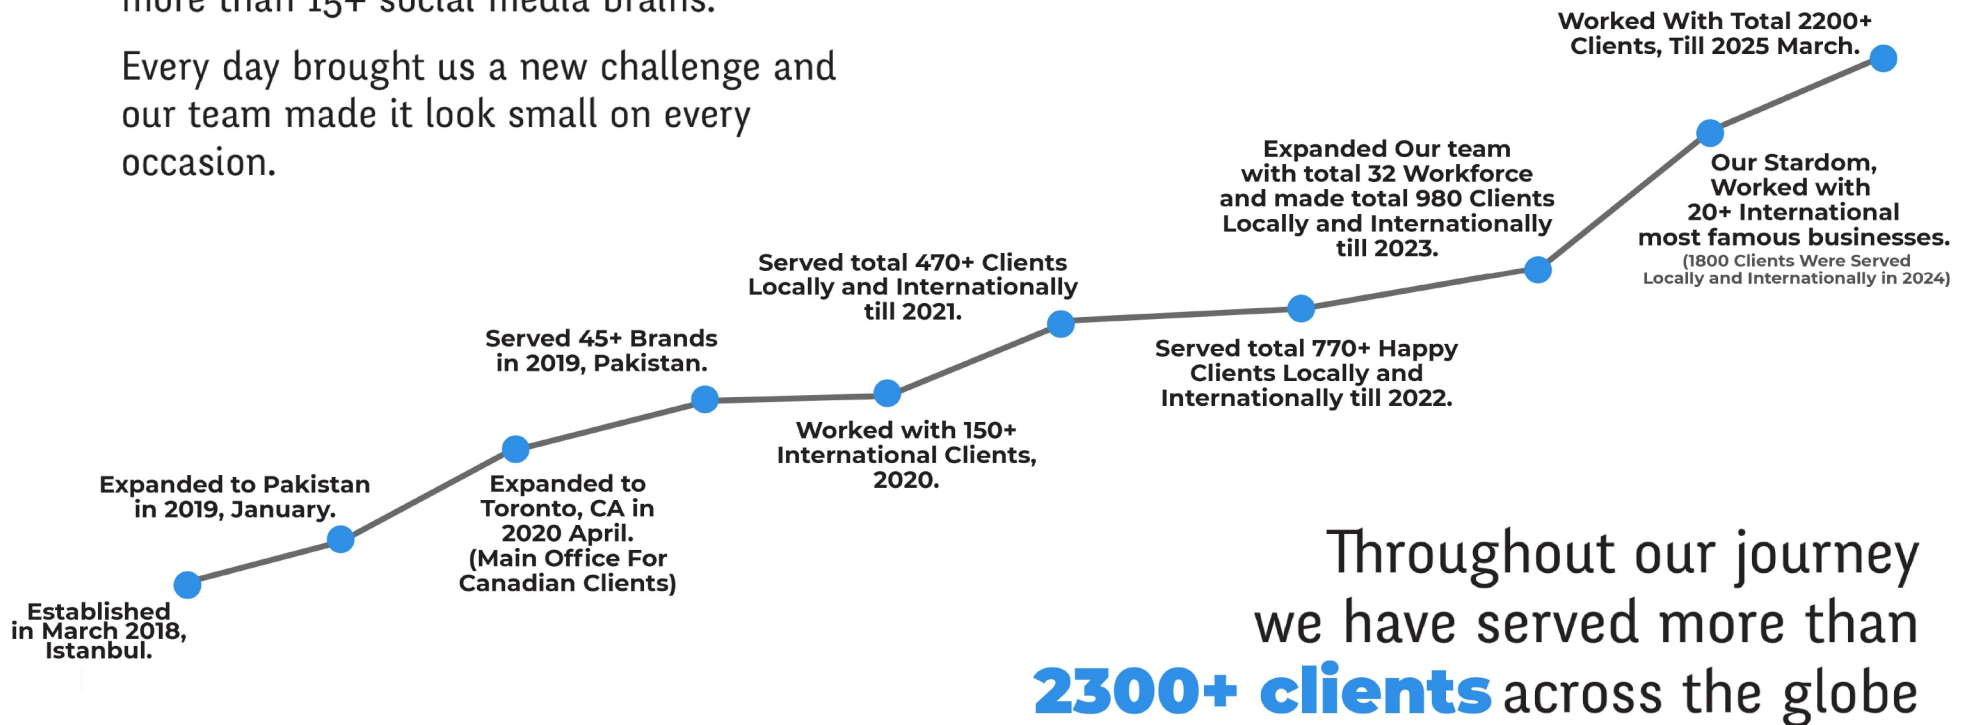 more than 15+ social media brains.
Every day brought us a new challenge and
our team made it look small on every
occasion.
Established
in March 2018,
Istanbul.
Expanded to Pakistan
in 2019, January.
Expanded to
Toronto, CA in
2020 April.
(Main Office For
Canadian Clients)
Served 45+ Brands
in 2019, Pakistan.
Worked with 150+
International Clients,
2020.
Served total 470+ Clients
Locally and Internationally
till 2021.
Served total 770+ Happy
Clients Locally and
Internationally till 2022.
Expanded Our team
with total 32 Workforce
and made total 980 Clients
Locally and Internationally
till 2023.
Our Stardom,
Worked with
20+ International
most famous businesses.
(1800 Clients Were Served
Locally and Internationally in 2024)
Worked With Total 2200+
Clients, Till 2025 March.
Throughout our journey
we have served more than
2300+ clients across the globe